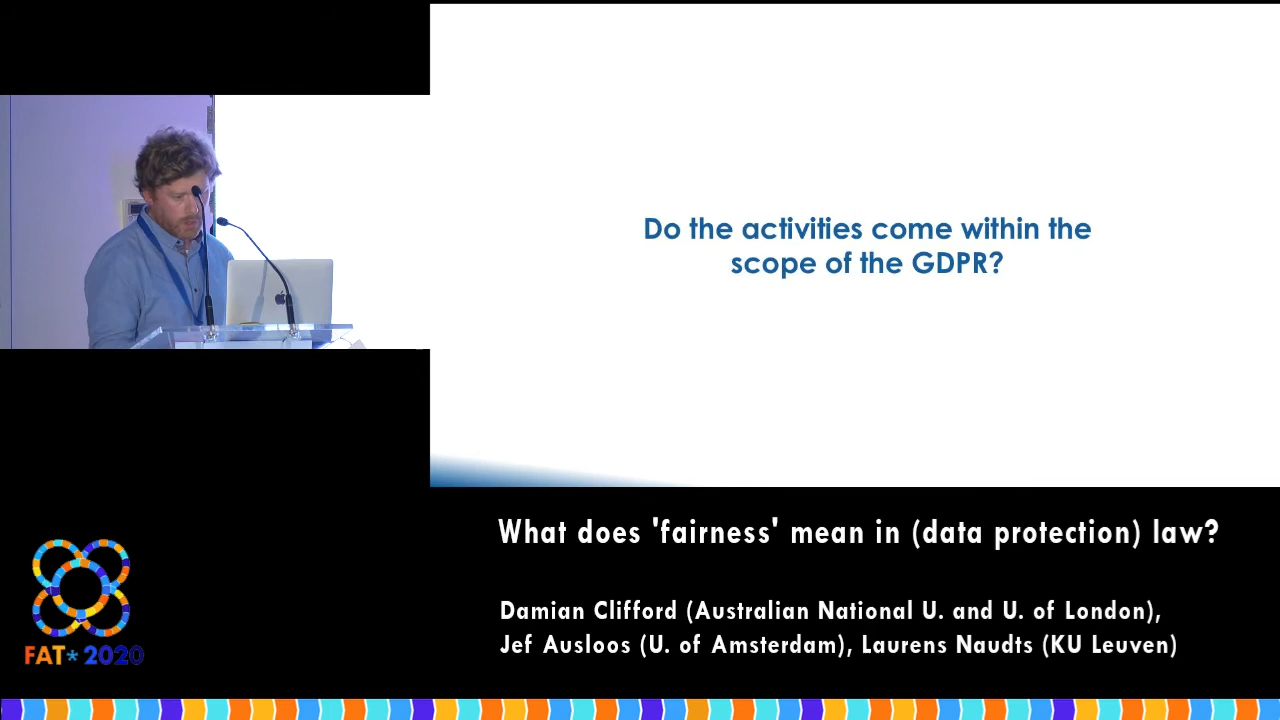 Do the activities come within the
scope of the GDPR?
What does 'fairness' mean in (data protection) law?
Damian Clifford (Australian National U. and U. of London),
Jef Ausloos (U. of Amsterdam), Laurens Naudts (KU Leuven)
FAT* 2020